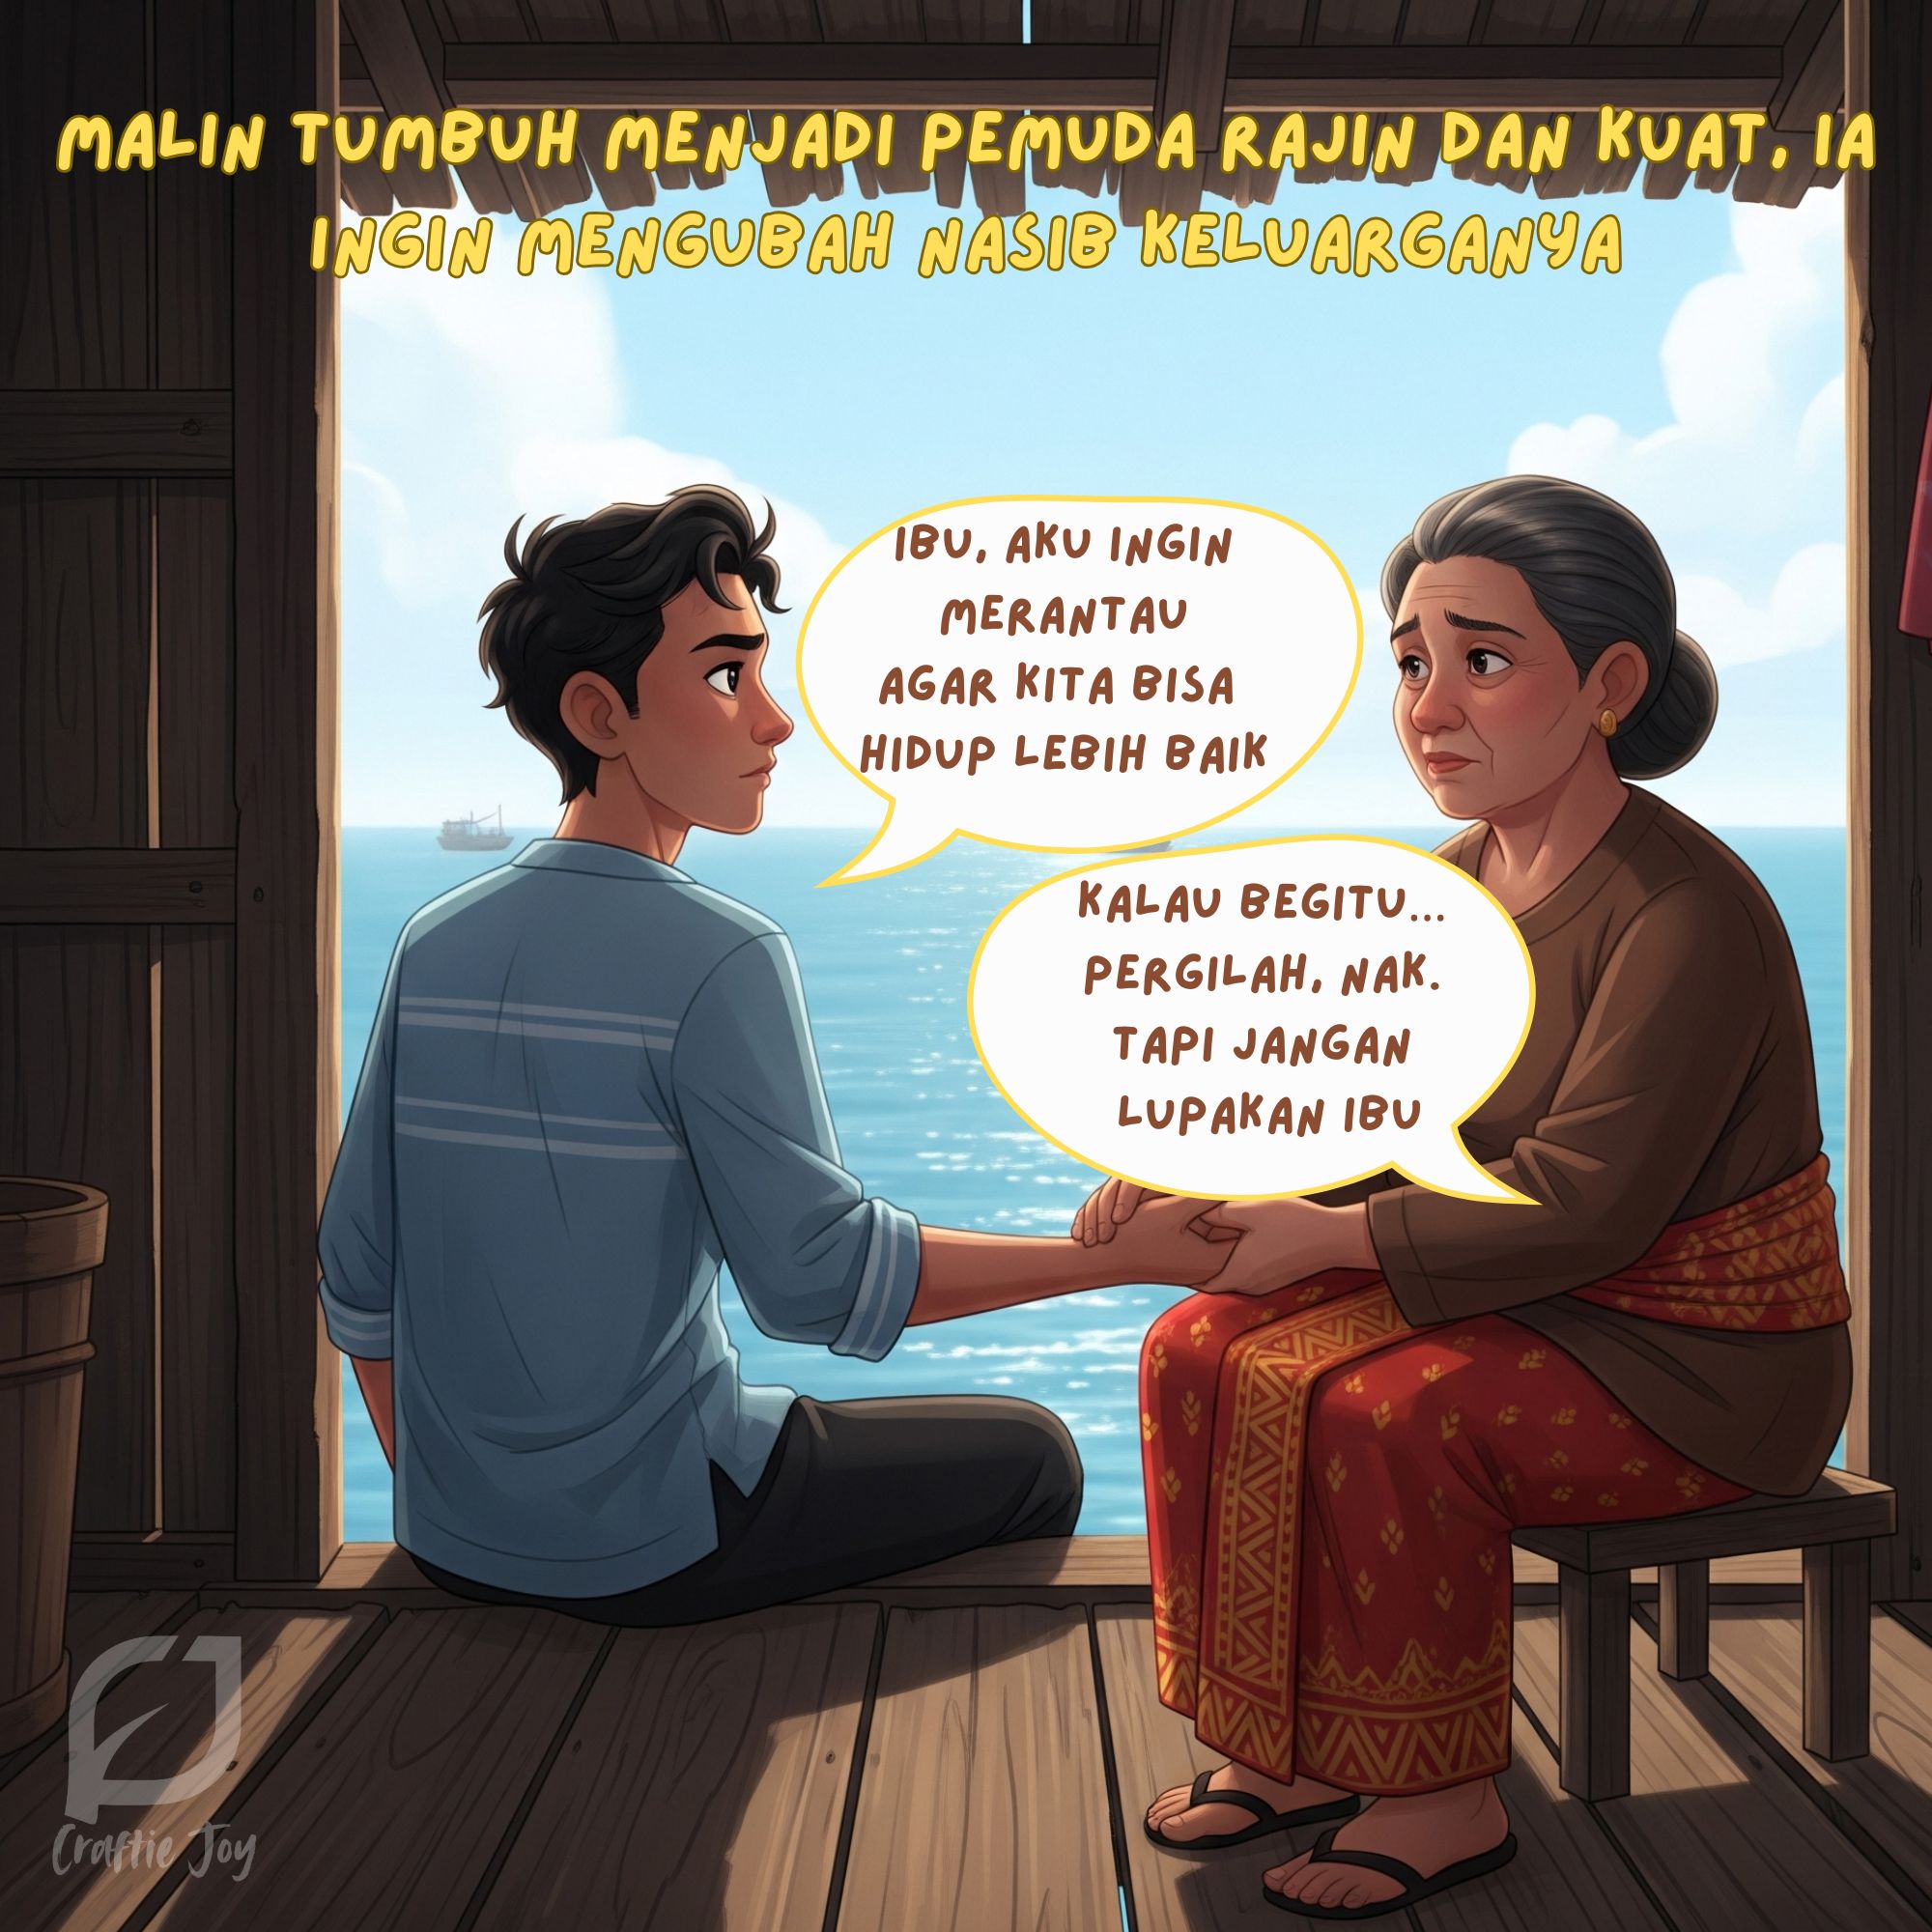 MALIN TUMBUH MENJADI PEMUDA RAJIN DAN KUAT, IA
INGIN MENGUBAH NASIB KELUARGANYA
IBU, AKU INGIN
MERANTAU
AGAR KITA BISA
HIDUP LEBIH BAIK
KALAU BEGITU...
PERGILAH, NAK.
TAPI JANGAN
LUPAKAN IBU
Craftie Joy